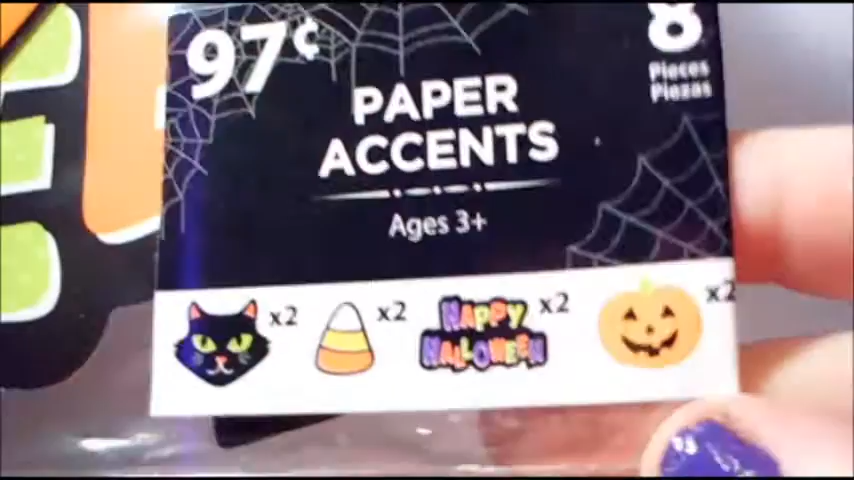 97¢
8
Pieces
Piezas
PAPER
ACCENTS
Ages 3+
x2
x2
HAPPY
HALLOWEEN
x2
x2